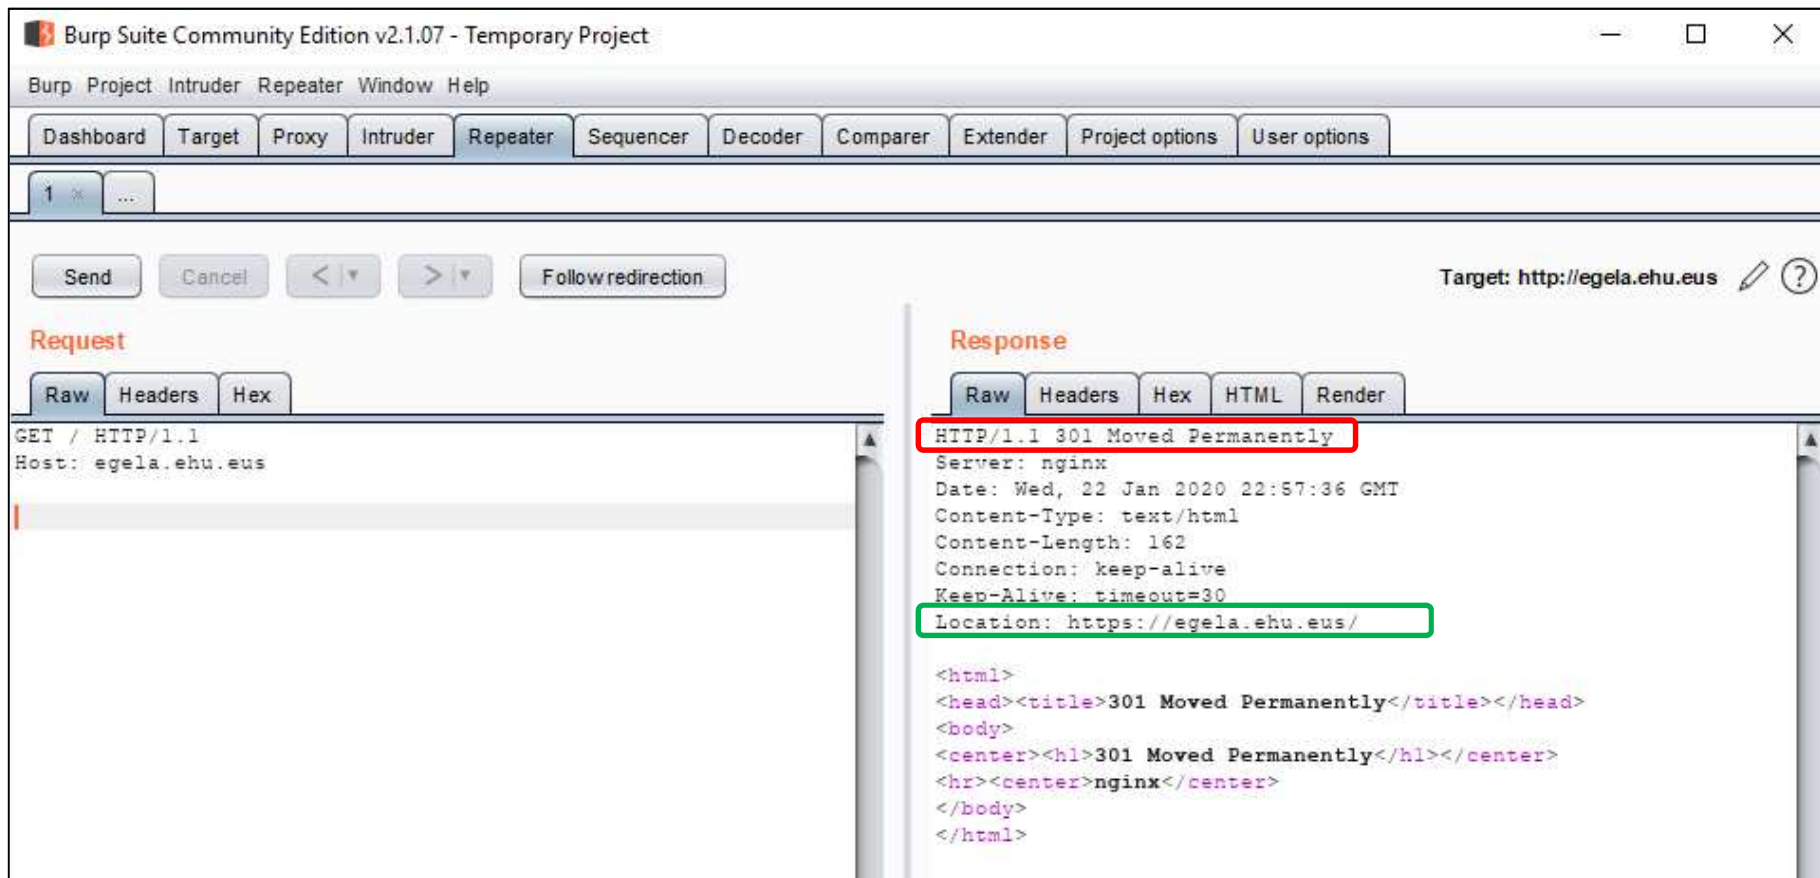 Burp Suite Community Edition v2.1.07 - Temporary Project
Burp Project Intruder Repeater Window Help
Dashboard Target Proxy Intruder Repeater Sequencer Decoder Comparer Extender Project options User options
1 × ...
Send Cancel < > Follow redirection Target: http://egela.ehu.eus ?
Request
Raw Headers Hex
GET / HTTP/1.1
Host: egela.ehu.eus
Response
Raw Headers Hex HTML Render
HTTP/1.1 301 Moved Permanently
Server: nginx
Date: Wed, 22 Jan 2020 22:57:36 GMT
Content-Type: text/html
Content-Length: 162
Connection: keep-alive
Keep-Alive: timeout=30
Location: https://egela.ehu.eus/
<html>
<head><title>301 Moved Permanently</title></head>
<body>
<center><h1>301 Moved Permanently</h1></center>
<hr><center>nginx</center>
</body>
</html>